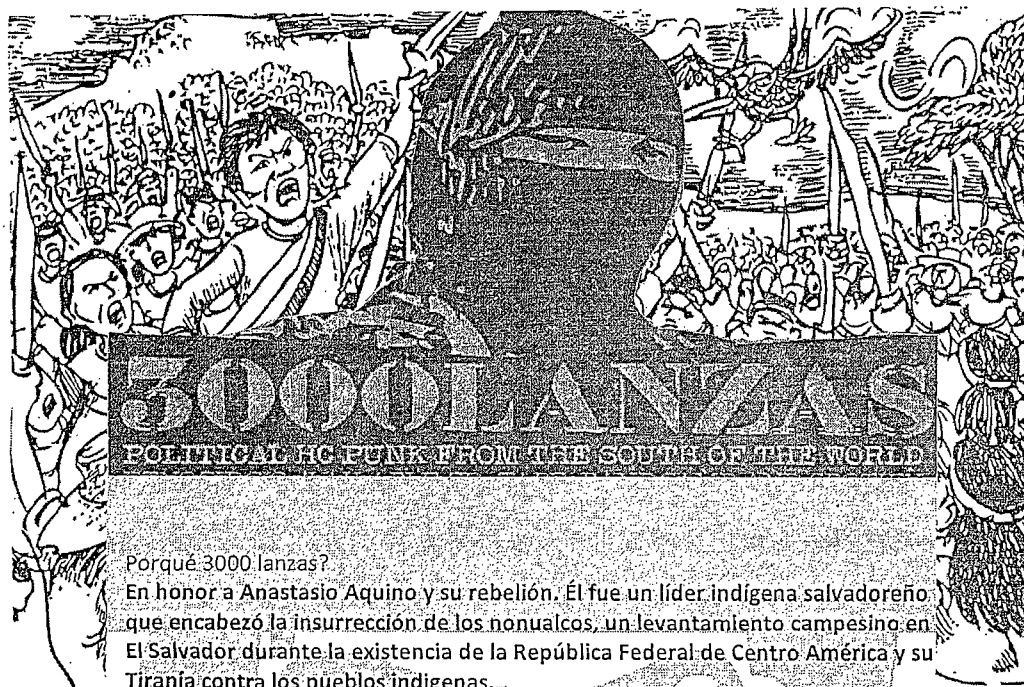 3000LANZAS
POLITICAL HC PUNK FROM THE SOUTH OF THE WORLD
Porqué 3000 lanzas?
En honor a Anastasio Aquino y su rebelión. Él fue un líder indígena salvadoreño
que encabezó la insurrección de los nonualcos, un levantamiento campesino en
El Salvador durante la existencia de la República Federal de Centro América y su
Tiranía contra los pueblos indigenas...